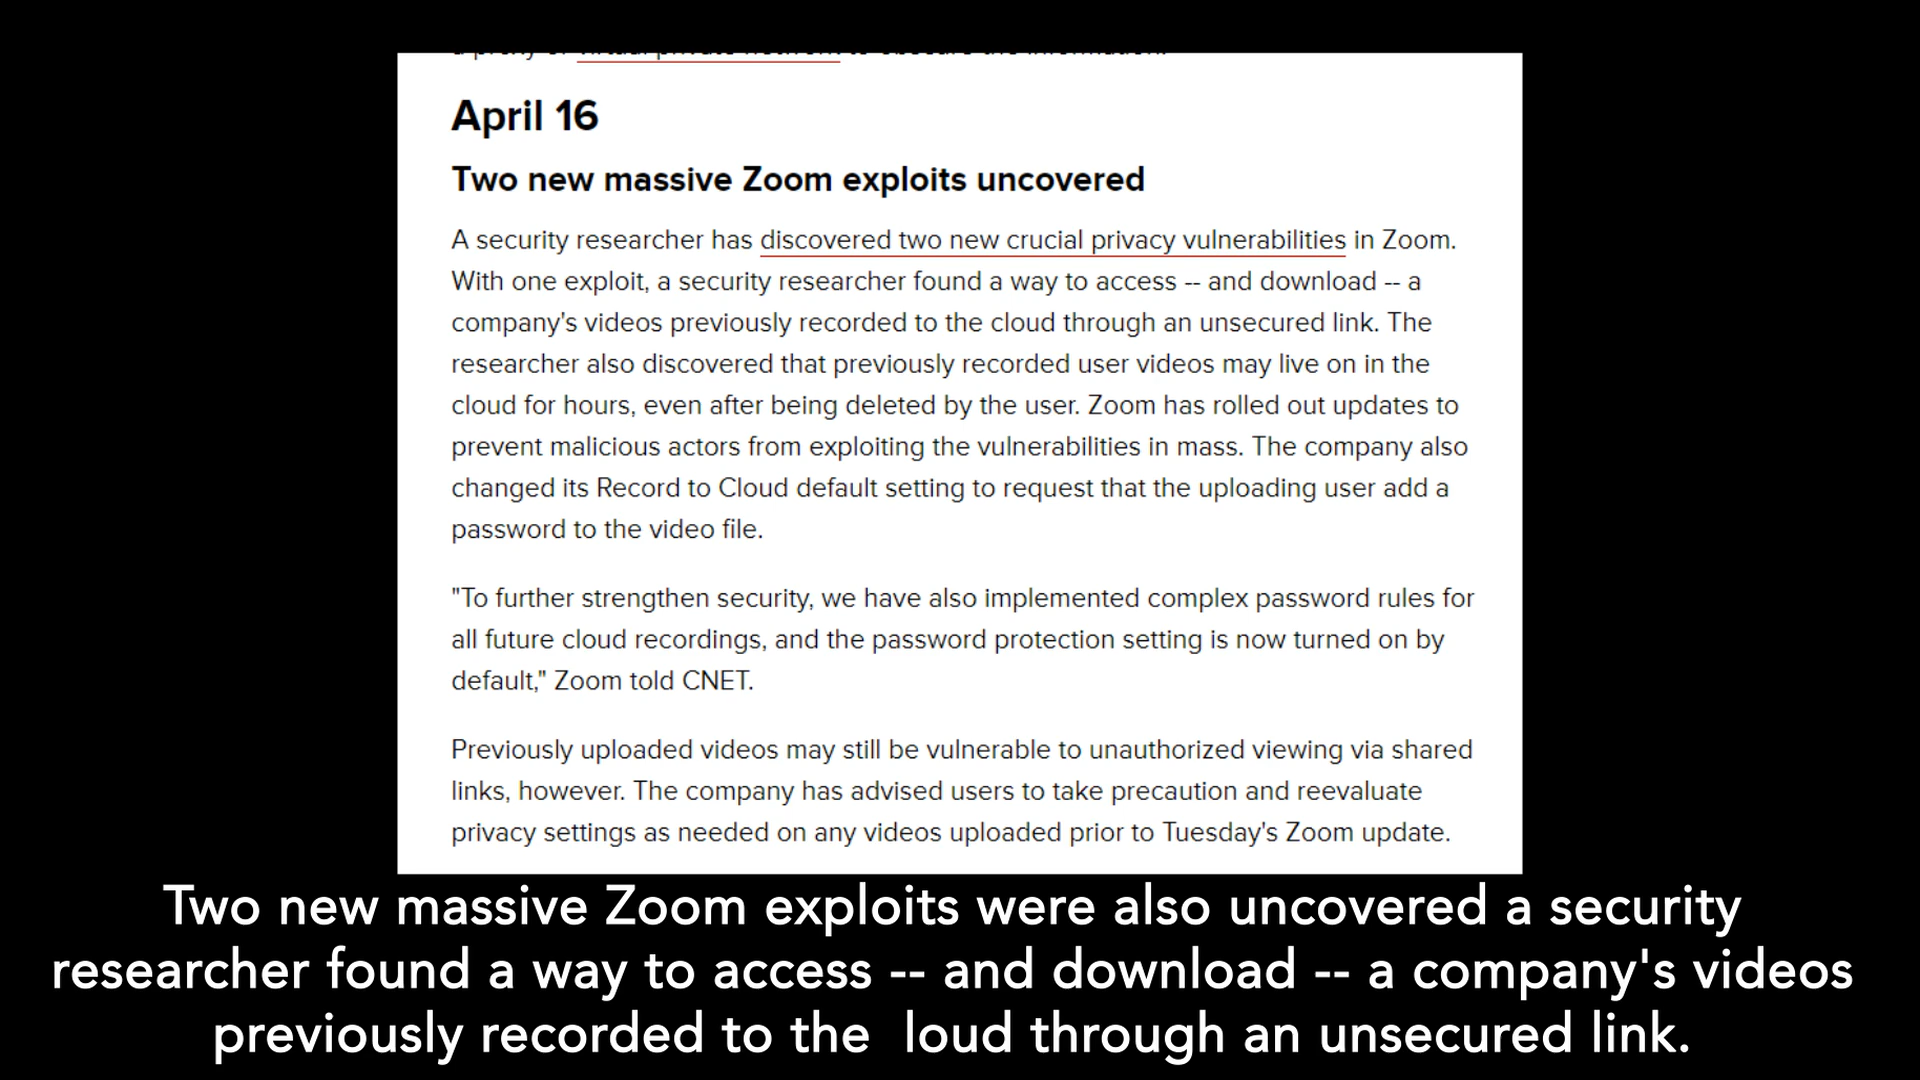 April 16
Two new massive Zoom exploits uncovered
A security researcher has discovered two new crucial privacy vulnerabilities in Zoom.
With one exploit, a security researcher found a way to access -- and download -- a
company's videos previously recorded to the cloud through an unsecured link. The
researcher also discovered that previously recorded user videos may live on in the
cloud for hours, even after being deleted by the user. Zoom has rolled out updates to
prevent malicious actors from exploiting the vulnerabilities in mass. The company also
changed its Record to Cloud default setting to request that the uploading user add a
password to the video file.
"To further strengthen security, we have also implemented complex password rules for
all future cloud recordings, and the password protection setting is now turned on by
default," Zoom told CNET.
Previously uploaded videos may still be vulnerable to unauthorized viewing via shared
links, however. The company has advised users to take precaution and reevaluate
privacy settings as needed on any videos uploaded prior to Tuesday's Zoom update.
Two new massive Zoom exploits were also uncovered a security
researcher found a way to access -- and download -- a company's videos
previously recorded to the loud through an unsecured link.